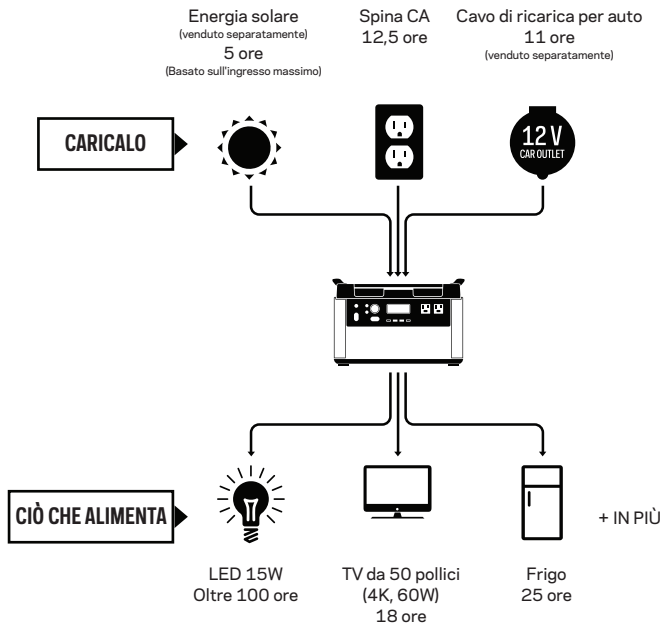 Energia solare
(venduto separatamente)
5 ore
(Basato sull'ingresso massimo)
Spina CA
12,5 ore
Cavo di ricarica per auto
11 ore
(venduto separatamente)
CARICALO
12 V
CAR OUTLET
CIÒ CHE ALIMENTA
+ IN PIÙ
LED 15W
Oltre 100 ore
TV da 50 pollici
(4K, 60W)
18 ore
Frigo
25 ore